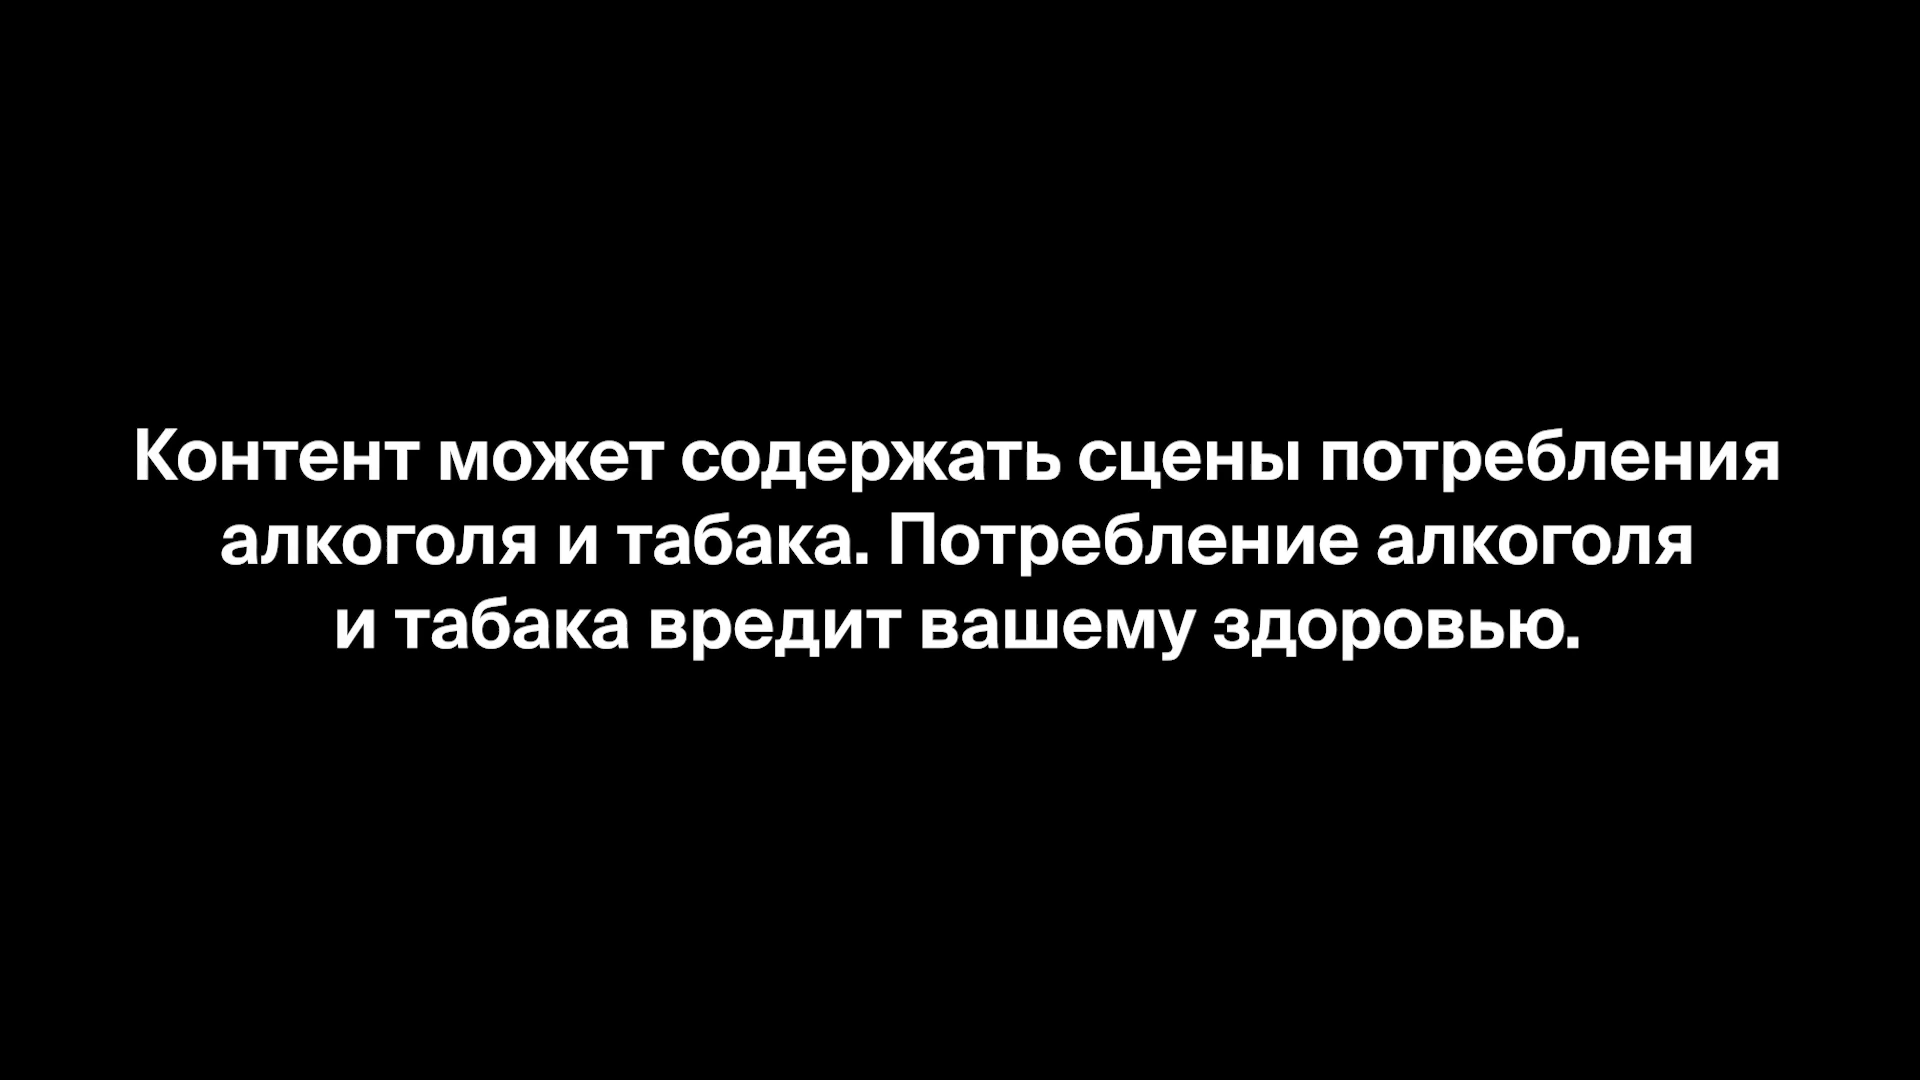 Контент может содержать сцены потребления
алкоголя и табака. Потребление алкоголя
и табака вредит вашему здоровью.